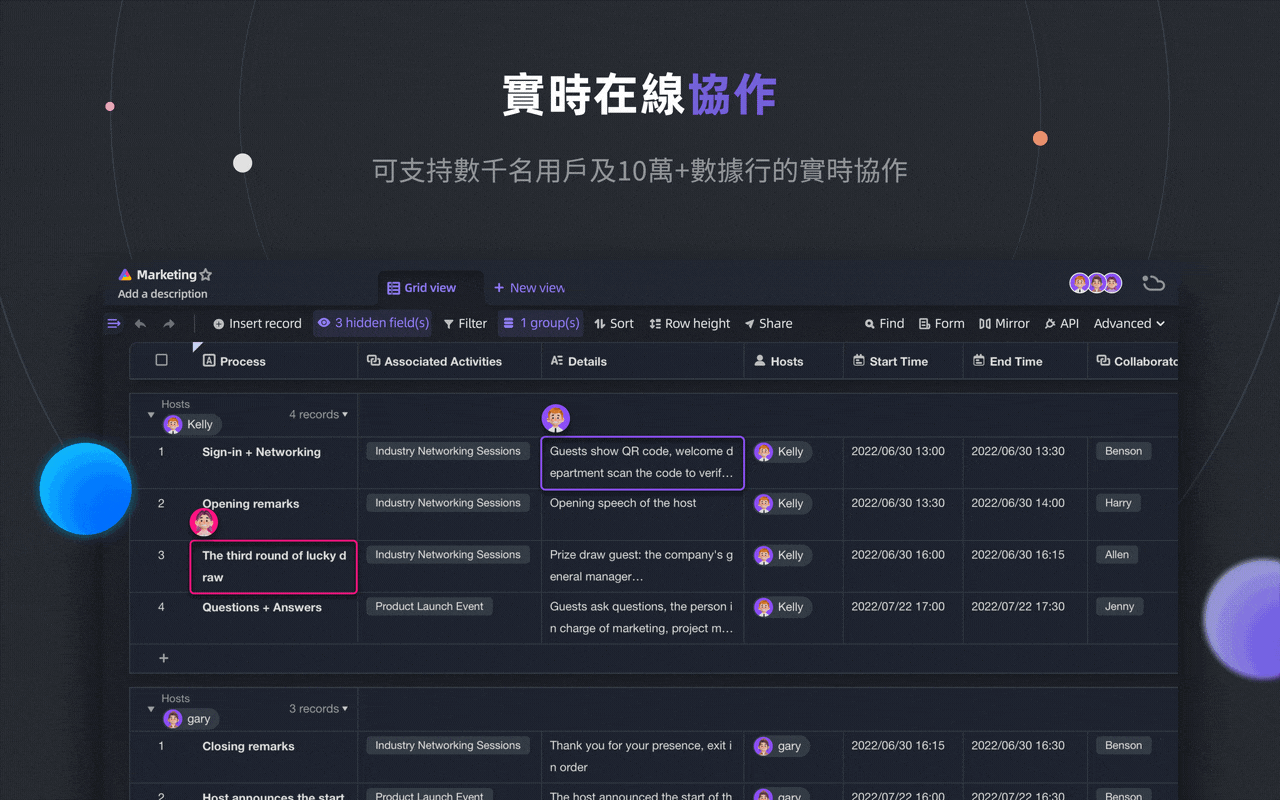 實時在線協作
可支持數千名用戶及10萬+數據行的實時協作
Marketing
Add a description
Grid view
+ New view
Insert record
3 hidden field(s)
Filter
1 group(s)
Sort
Row height
Share
Find
Form
Mirror
API
Advanced
Process
Associated Activities
Details
Hosts
Start Time
End Time
Collaborato
Hosts
Kelly
4 records
1
Sign-in + Networking
Industry Networking Sessions
Guests show QR code, welcome d
epartment scan the code to verif...
Kelly
2022/06/30 13:00
2022/06/30 13:30
Benson
2
Opening remarks
Industry Networking Sessions
Opening speech of the host
Kelly
2022/06/30 13:30
2022/06/30 14:00
Harry
3
The third round of lucky d
raw
Industry Networking Sessions
Prize draw guest: the company's g
eneral manager...
Kelly
2022/06/30 16:00
2022/06/30 16:15
Allen
4
Questions + Answers
Product Launch Event
Guests ask questions, the person i
n charge of marketing, project m...
Kelly
2022/07/22 17:00
2022/07/22 17:30
Jenny
+
Hosts
gary
3 records
1
Closing remarks
Industry Networking Sessions
Thank you for your presence, exit i
n order
gary
2022/06/30 16:15
2022/06/30 16:30
Benson
2
Host announces the start
Product Launch Event
The host announced the start of th
gary
2022/07/22 14:00
2022/07/22 14:30
Benson